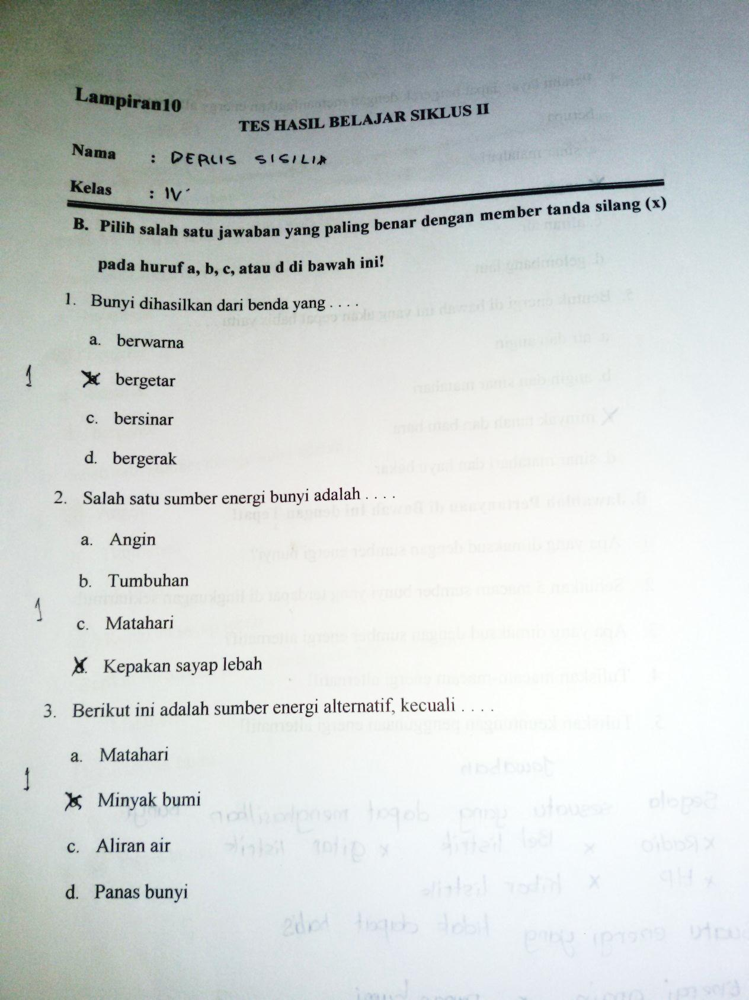 Lampiran10
TES HASIL BELAJAR SIKLUS II
Nama : DERLIS SISILIA
Kelas : IV
B. Pilih salah satu jawaban yang paling benar dengan member tanda silang (x)
pada huruf a, b, c, atau d di bawah ini!
1. Bunyi dihasilkan dari benda yang . . . .
a. berwarna
1 b. bergetar
c. bersinar
d. bergerak
2. Salah satu sumber energi bunyi adalah . . . .
a. Angin
b. Tumbuhan
1
c. Matahari
d. Kepakan sayap lebah
3. Berikut ini adalah sumber energi alternatif, kecuali . . . .
a. Matahari
1
b. Minyak bumi
c. Aliran air
d. Panas bunyi